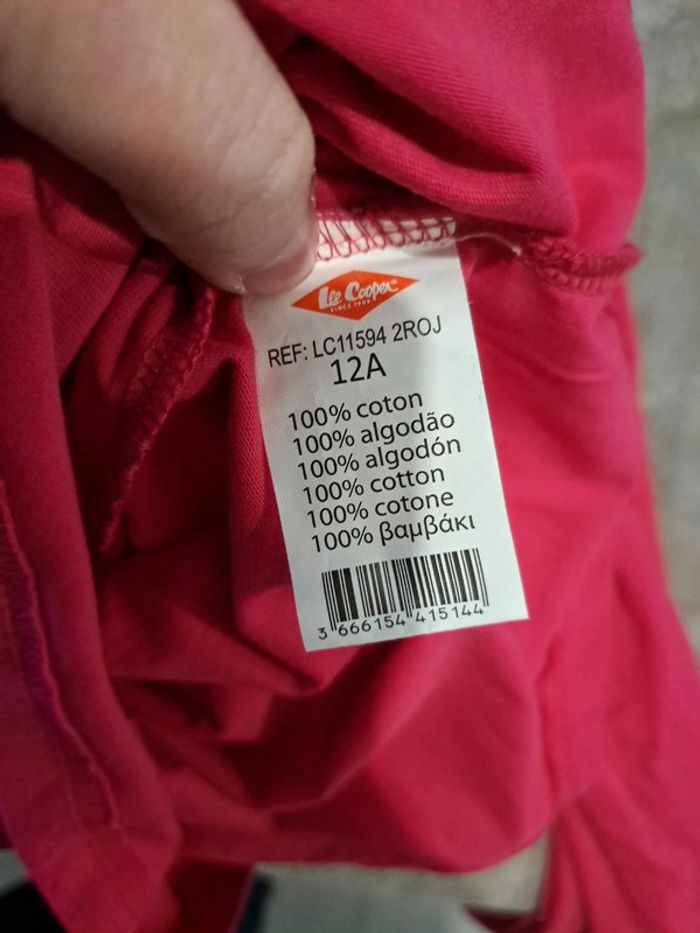 Lee Cooper
SINCE 1908
REF: LC11594 2ROJ
12A
100% coton
100% algodão
100% algodón
100% cotton
100% cotone
100% βαμβάκι
3 666154 415144